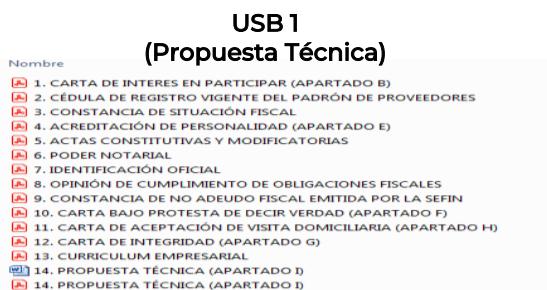 USB 1
(Propuesta Técnica)
Nombre
1. CARTA DE INTERES EN PARTICIPAR (APARTADO B)
2. CÉDULA DE REGISTRO VIGENTE DEL PADRÓN DE PROVEEDORES
3. CONSTANCIA DE SITUACIÓN FISCAL
4. ACREDITACIÓN DE PERSONALIDAD (APARTADO E)
5. ACTAS CONSTITUTIVAS Y MODIFICATORIAS
6. PODER NOTARIAL
7. IDENTIFICACIÓN OFICIAL
8. OPINIÓN DE CUMPLIMIENTO DE OBLIGACIONES FISCALES
9. CONSTANCIA DE NO ADEUDO FISCAL EMITIDA POR LA SEFIN
10. CARTA BAJO PROTESTA DE DECIR VERDAD (APARTADO F)
11. CARTA DE ACEPTACIÓN DE VISITA DOMICILIARIA (APARTADO H)
12. CARTA DE INTEGRIDAD (APARTADO G)
13. CURRICULUM EMPRESARIAL
14. PROPUESTA TÉCNICA (APARTADO I)
14. PROPUESTA TÉCNICA (APARTADO I)